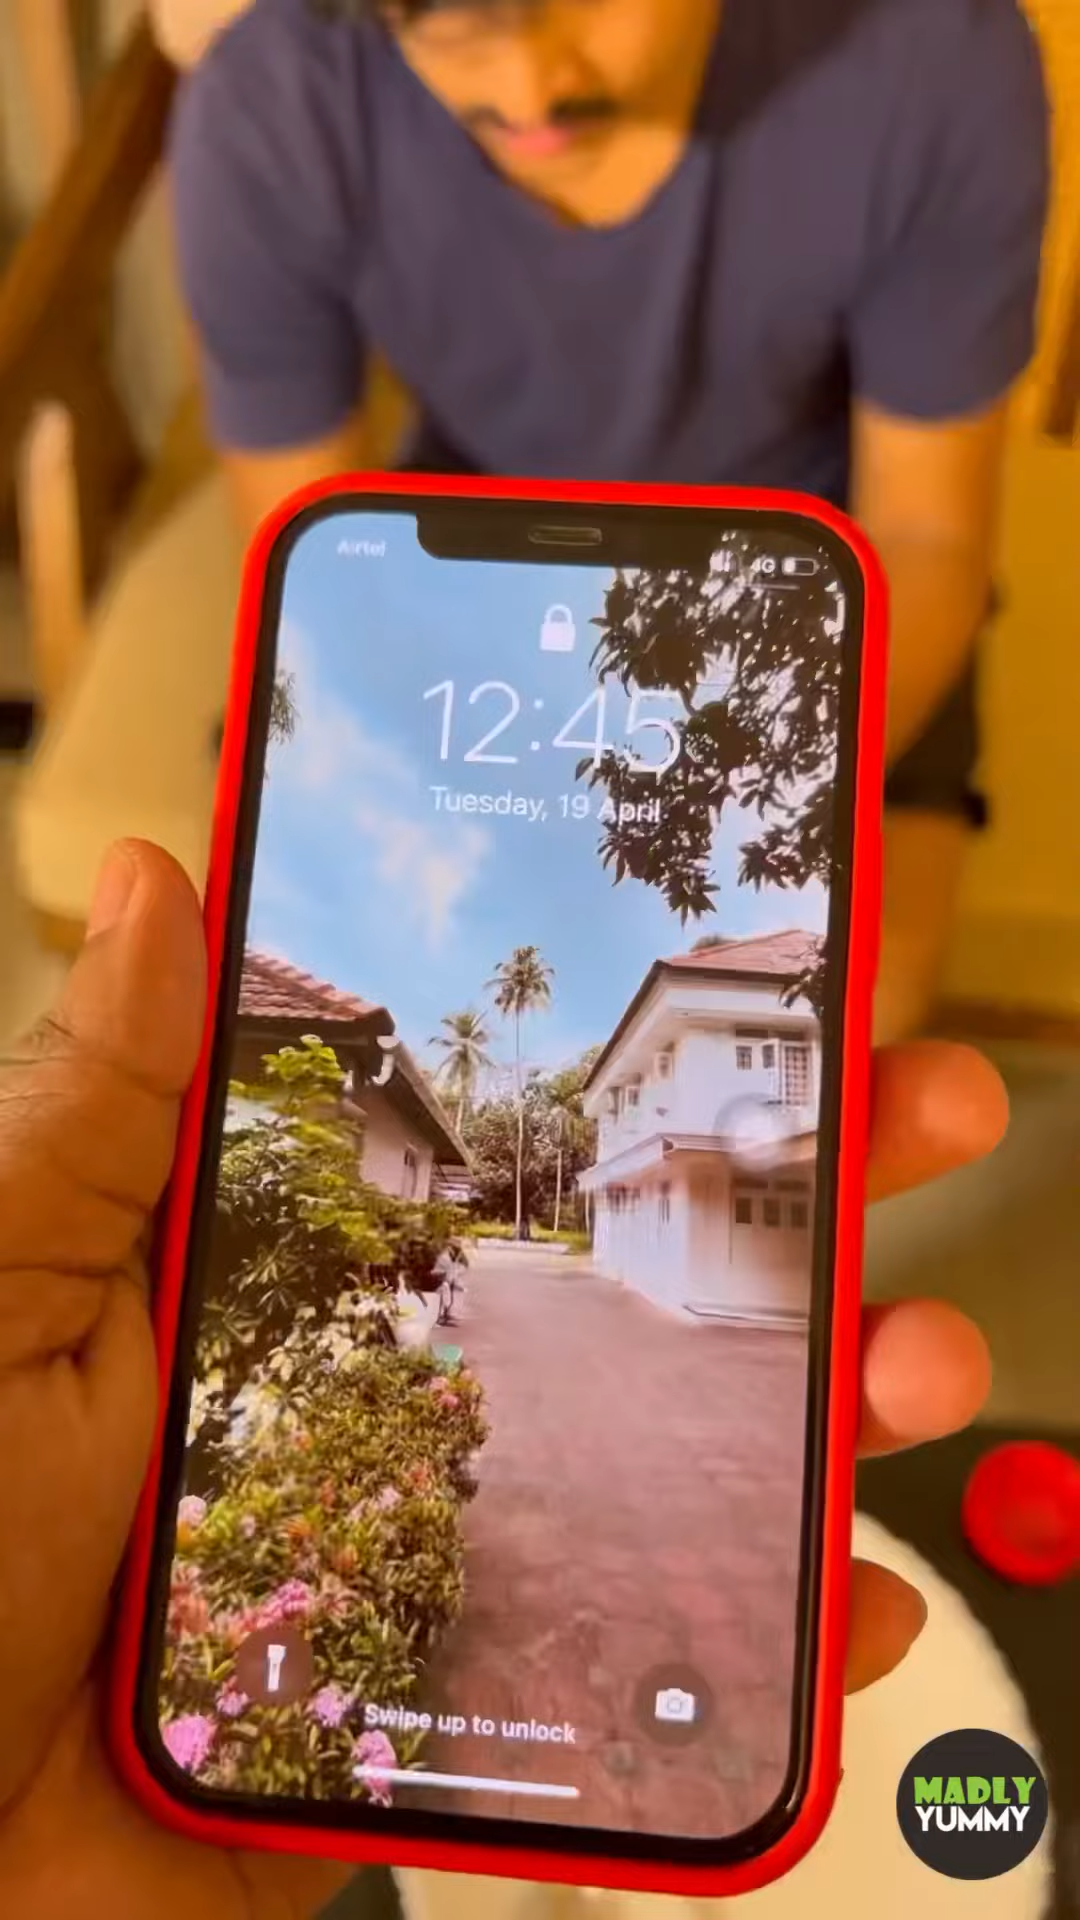 Airtel
4G
12:45
Tuesday, 19 April
Swipe up to unlock
MADLY
YUMMY